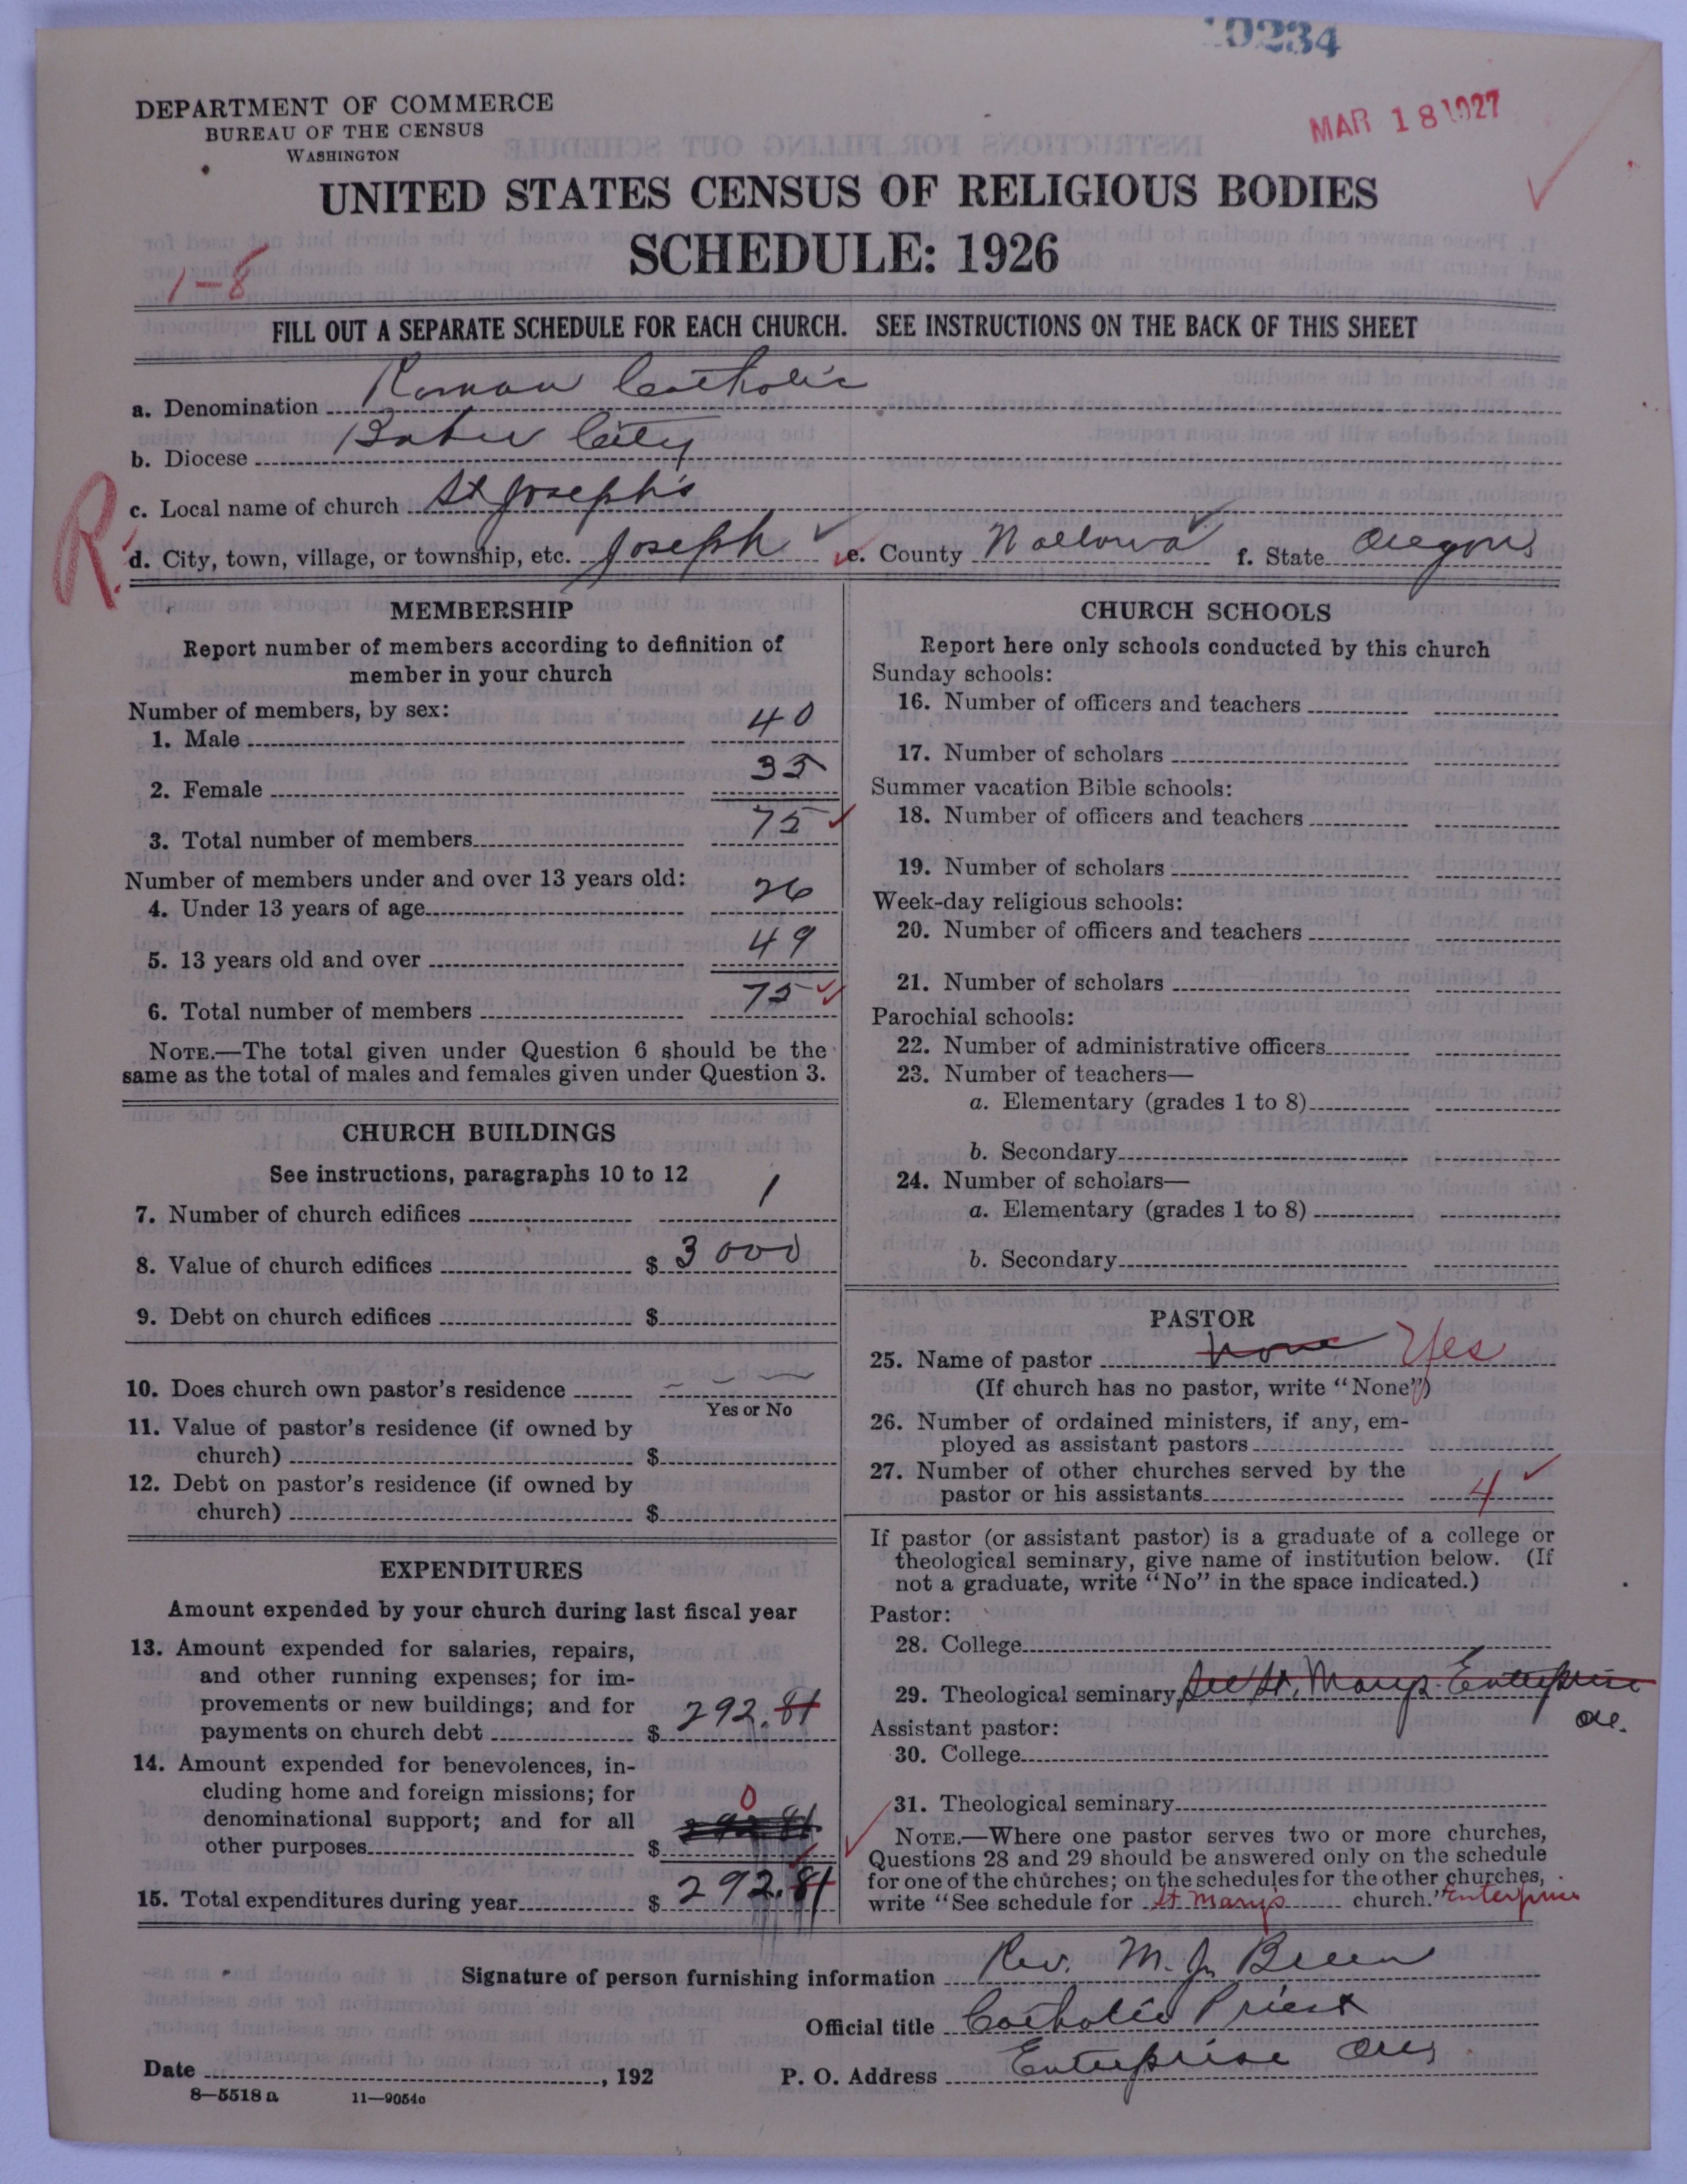 0234
MAR 18 1927
DEPARTMENT OF COMMERCE
BUREAU OF THE CENSUS
WASHINGTON
UNITED STATES CENSUS OF RELIGIOUS BODIES
SCHEDULE: 1926
1-8
FILL OUT A SEPARATE SCHEDULE FOR EACH CHURCH. SEE INSTRUCTIONS ON THE BACK OF THIS SHEET
a. Denomination Roman Catholic
b. Diocese Baker City
c. Local name of church St Joseph's
R.
d. City, town, village, or township, etc. Joseph e. County Wallowa f. State Oregon
MEMBERSHIP
Report number of members according to definition of
member in your church
Number of members, by sex:
1. Male 40
2. Female 35
3. Total number of members 75
Number of members under and over 13 years old:
4. Under 13 years of age 26
5. 13 years old and over 49
6. Total number of members 75
NOTE.—The total given under Question 6 should be the
same as the total of males and females given under Question 3.
CHURCH BUILDINGS
See instructions, paragraphs 10 to 12
7. Number of church edifices 1
8. Value of church edifices $ 3000
9. Debt on church edifices $
10. Does church own pastor's residence
Yes or No
11. Value of pastor's residence (if owned by
church) $
12. Debt on pastor's residence (if owned by
church) $
EXPENDITURES
Amount expended by your church during last fiscal year
13. Amount expended for salaries, repairs,
and other running expenses; for im-
provements or new buildings; and for
payments on church debt $ 292.81
14. Amount expended for benevolences, in-
cluding home and foreign missions; for
denominational support; and for all 0
other purposes $ 292.81
15. Total expenditures during year $ 292.81
CHURCH SCHOOLS
Report here only schools conducted by this church
Sunday schools:
16. Number of officers and teachers
17. Number of scholars
Summer vacation Bible schools:
18. Number of officers and teachers
19. Number of scholars
Week-day religious schools:
20. Number of officers and teachers
21. Number of scholars
Parochial schools:
22. Number of administrative officers
23. Number of teachers—
a. Elementary (grades 1 to 8)
b. Secondary
24. Number of scholars—
a. Elementary (grades 1 to 8)
b. Secondary
PASTOR
25. Name of pastor None Yes
(If church has no pastor, write "None")
26. Number of ordained ministers, if any, em-
ployed as assistant pastors
27. Number of other churches served by the
pastor or his assistants 4
If pastor (or assistant pastor) is a graduate of a college or
theological seminary, give name of institution below. (If
not a graduate, write "No" in the space indicated.)
Pastor:
28. College
29. Theological seminary, See St. Marys Enterprise
Ore.
Assistant pastor:
30. College
31. Theological seminary
NOTE.—Where one pastor serves two or more churches,
Questions 28 and 29 should be answered only on the schedule
for one of the churches; on the schedules for the other churches,
write "See schedule for St Marys church." Enterprise
Signature of person furnishing information Rev. M. J.
Official title Catholic Priest
Date , 192 P. O. Address Enterprise Ore
8—5518 a 11—9054c